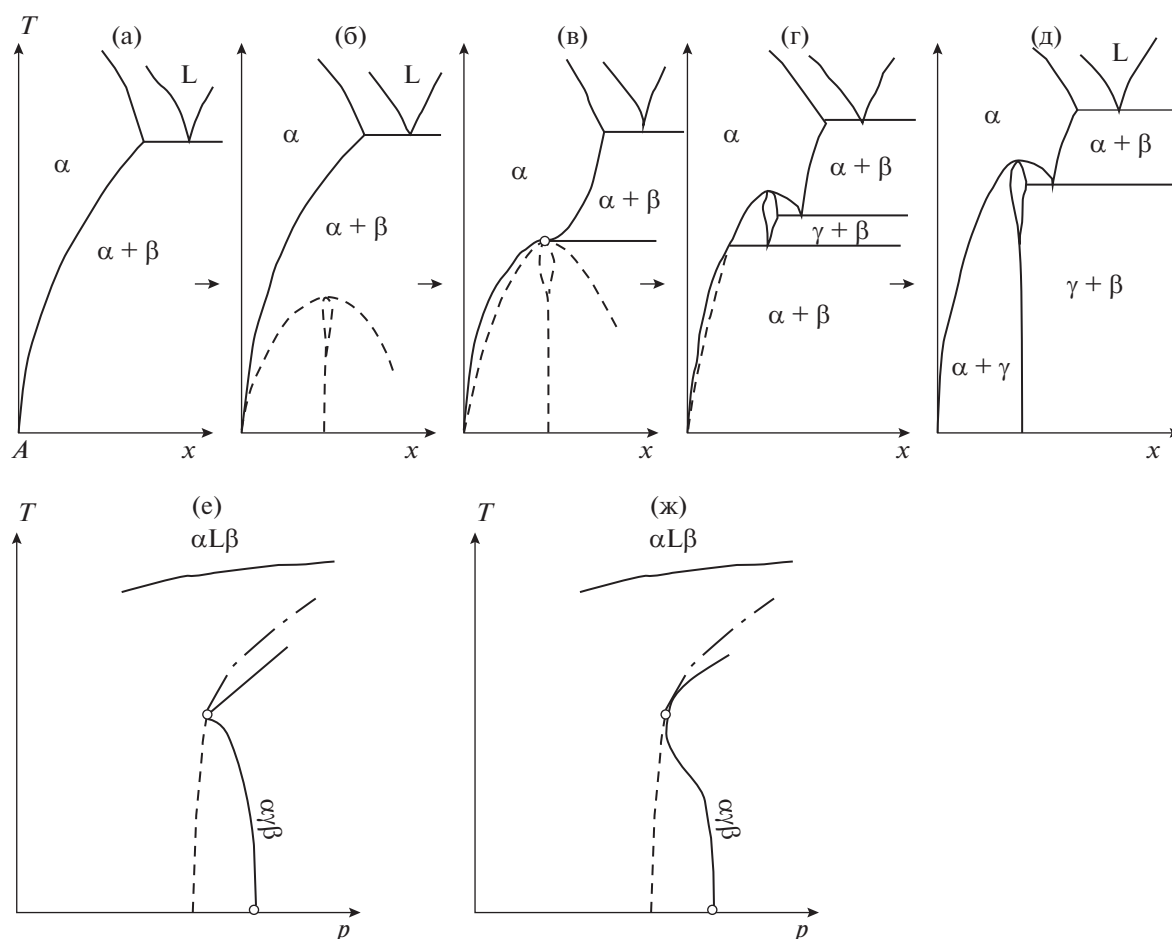 T (а) (б) (в) (г) (д)
L L L
α α α α α
α + β α + β
α + β
α + β
γ + β
α + β α + β γ + β
α + γ
A x x x x x
T (е) (ж)
αLβ T αLβ
αγβ αγβ
p p